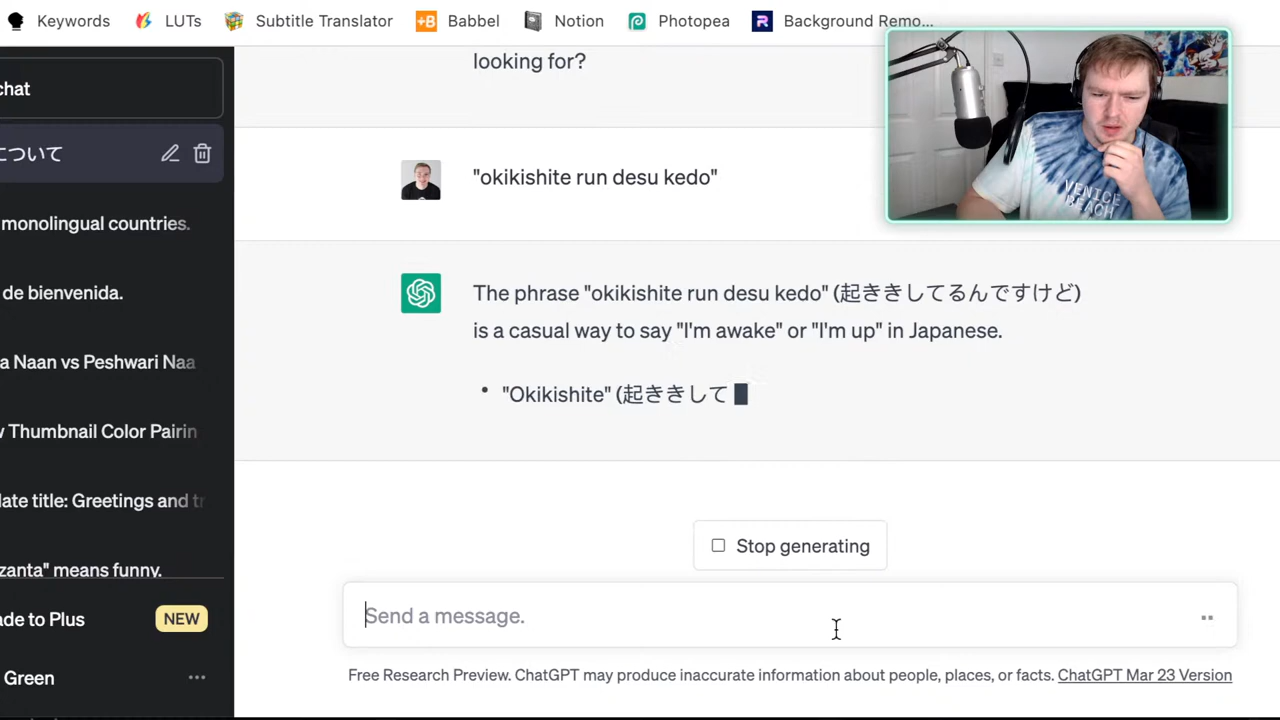 Keywords
LUTs
Subtitle Translator
+B Babbel
Notion
Photopea
R Background Remo...
looking for?
chat
について
"okikishite run desu kedo"
VENICE
BEACH
monolingual countries.
de bienvenida.
The phrase "okikishite run desu kedo" (起ききしてるんですけど)
is a casual way to say "I'm awake" or "I'm up" in Japanese.
a Naan vs Peshwari Naa
• "Okikishite" (起ききして
w Thumbnail Color Pairin
late title: Greetings and tr
Stop generating
zanta" means funny.
de to Plus
NEW
Send a message.
Green
Free Research Preview. ChatGPT may produce inaccurate information about people, places, or facts. ChatGPT Mar 23 Version